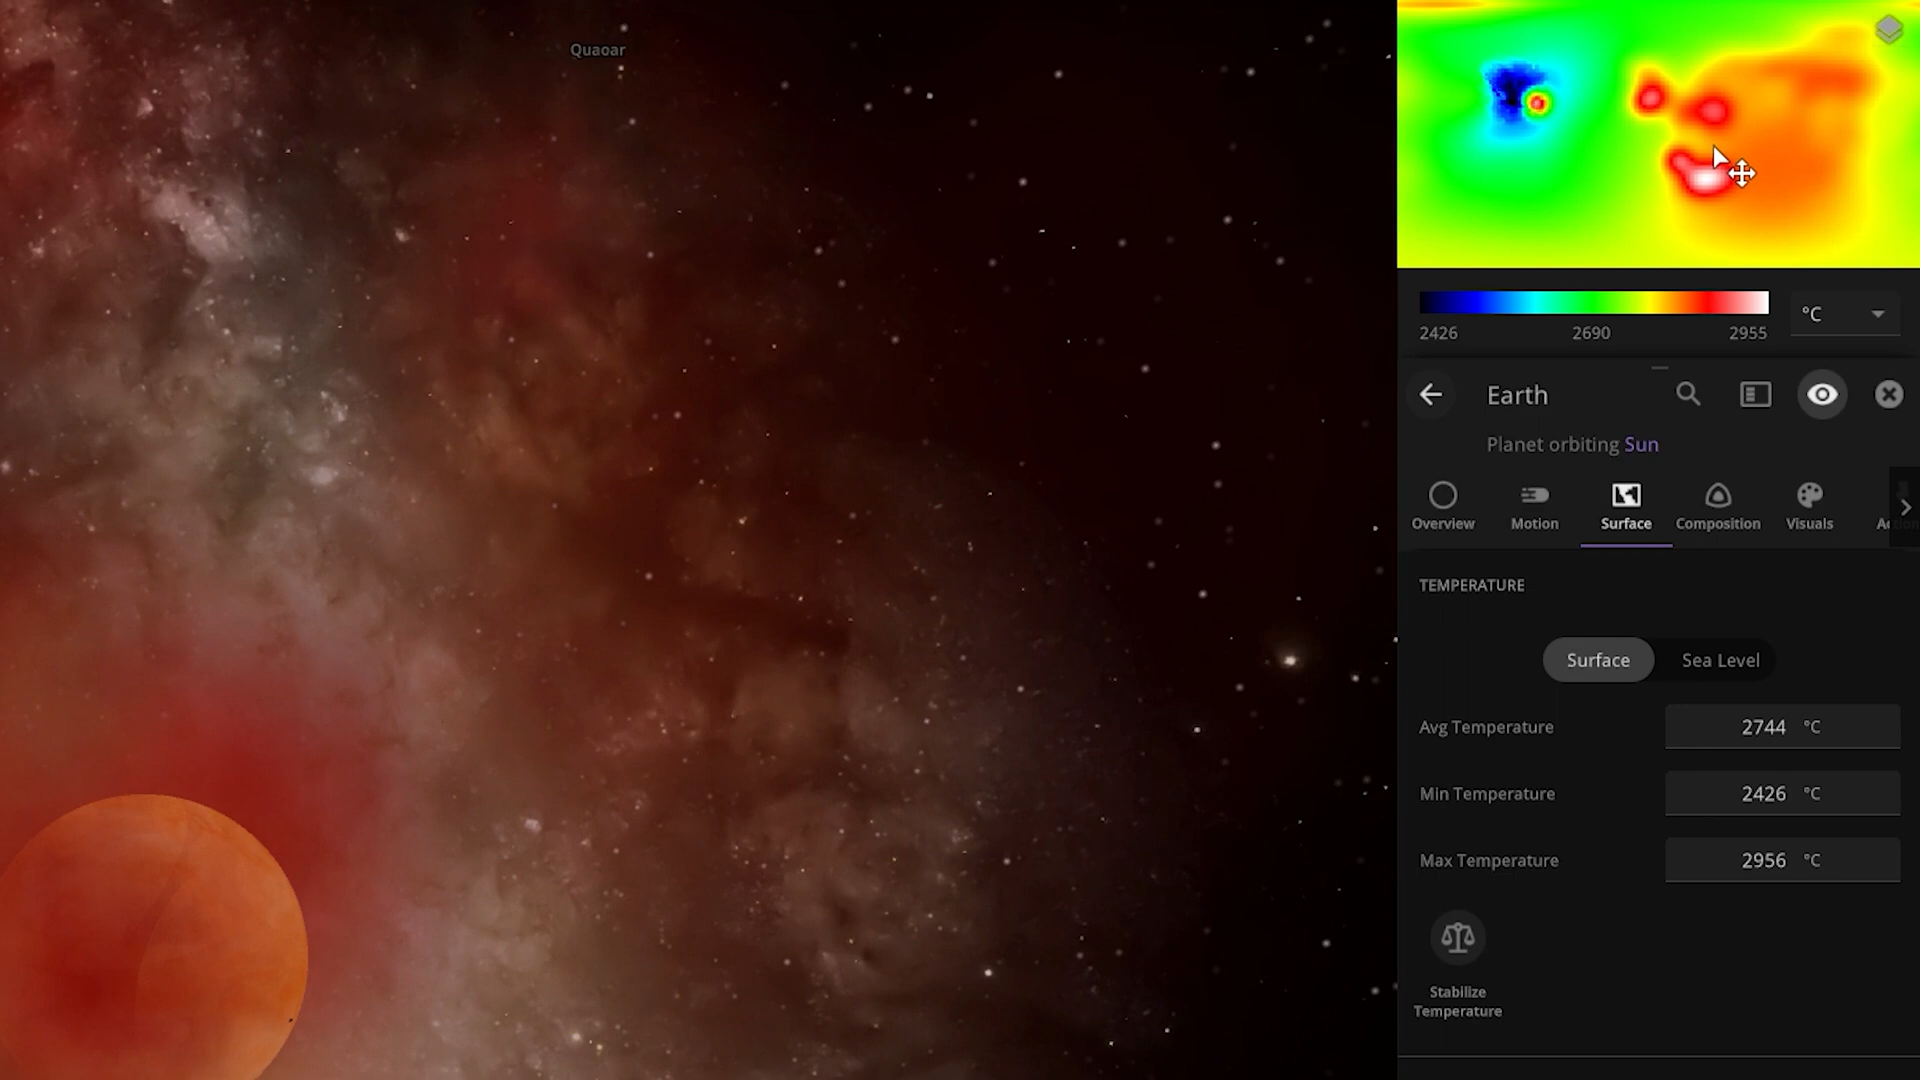 Quaoar
°C
2426
2690
2955
Earth
Planet orbiting Sun
Overview
Motion
Surface
Composition
Visuals
TEMPERATURE
Surface
Sea Level
Avg Temperature
2744 °C
Min Temperature
2426 °C
Max Temperature
2956 °C
Stabilize
Temperature